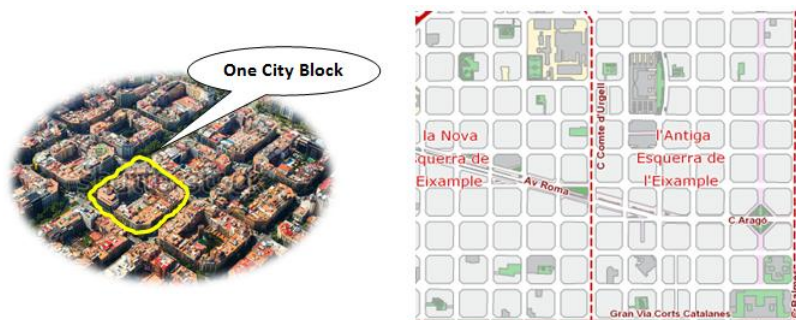 One City Block
la Nova
squerra de
Eixample
C Comte d'Urgell
l'Antiga
Esquerra de
l'Eixample
Av Roma
C Aragó
Gran Via Corts Catalanes